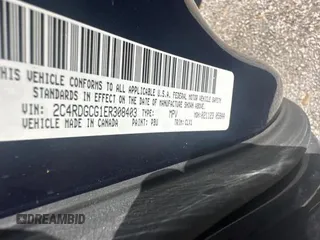 THIS VEHICLE CONFORMS TO ALL APPLICABLE U.S.A. FEDERAL MOTOR VEHICLE SAFETY
STANDARDS IN EFFECT ON THE DATE OF MANUFACTURE SHOWN ABOVE.
VIN: 2C4RDGCG1ER308403 TYPE: MPV
VEHICLE MADE IN CANADA PAINT: PBU TRIM:
DREAMBID